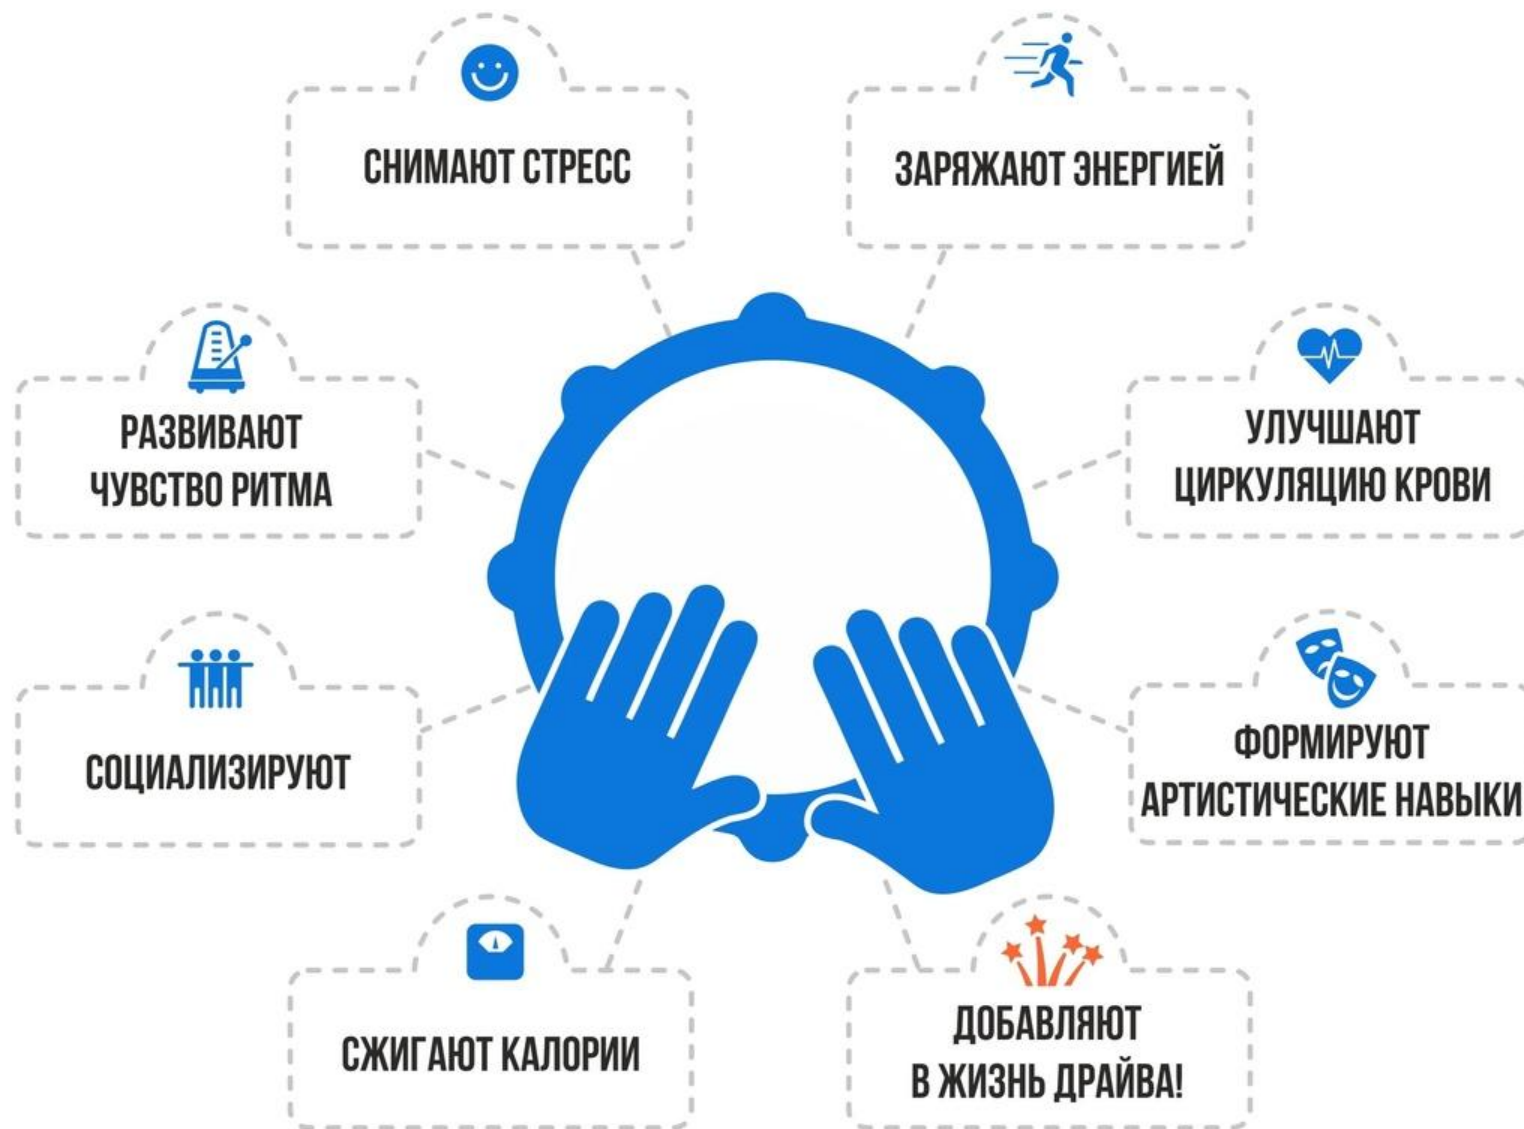 СНИМАЮТ СТРЕСС
ЗАРЯЖАЮТ ЭНЕРГИЕЙ
РАЗВИВАЮТ
ЧУВСТВО РИТМА
УЛУЧШАЮТ
ЦИРКУЛЯЦИЮ КРОВИ
СОЦИАЛИЗИРУЮТ
ФОРМИРУЮТ
АРТИСТИЧЕСКИЕ НАВЫКИ
СЖИГАЮТ КАЛОРИИ
ДОБАВЛЯЮТ
В ЖИЗНЬ ДРАЙВА!